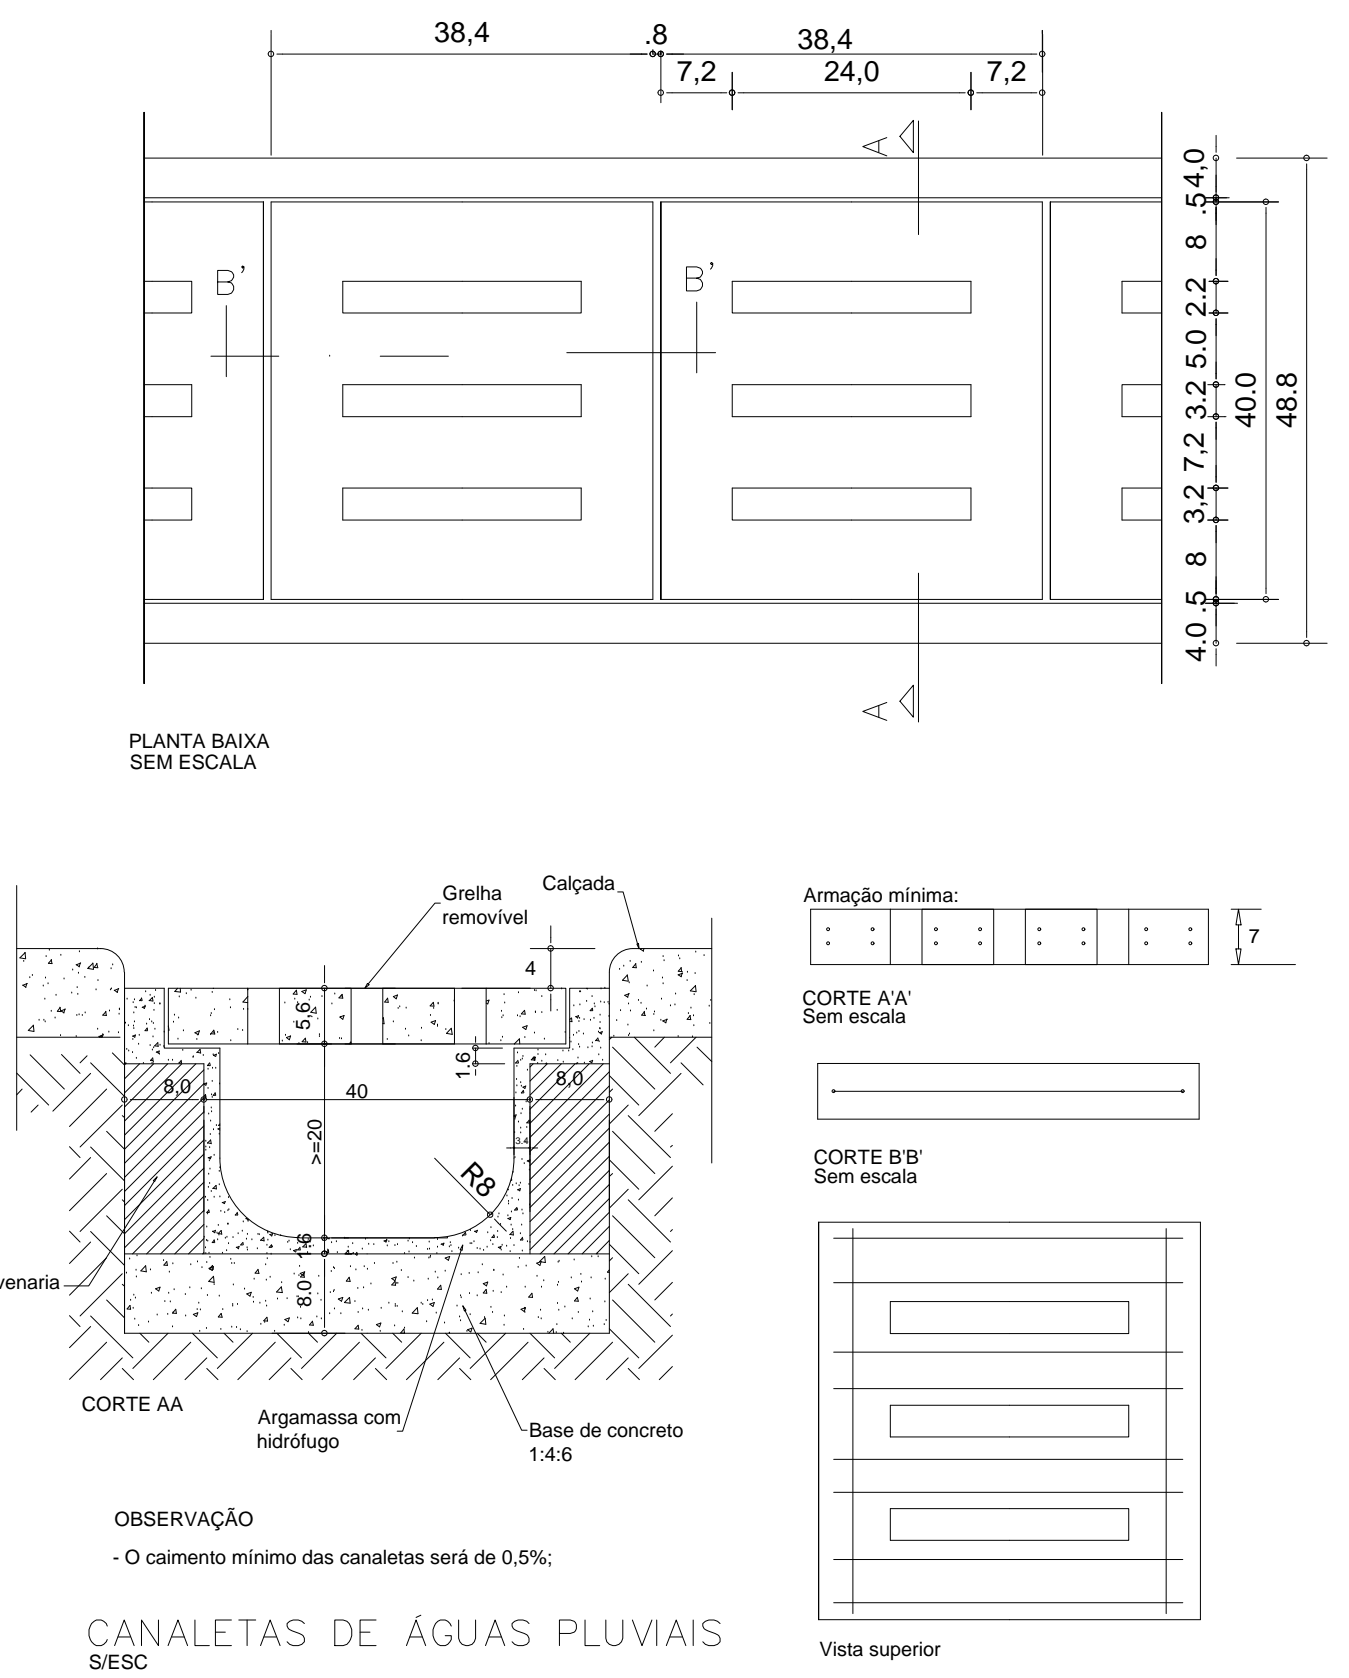 38,4
.8
38,4
7,2
24,0
7,2
A
4,0
.5
8
2.2
5.0
3.2
7,2
3,2
8
.5
4.0
40.0
48.8
B'
B'
A
PLANTA BAIXA
SEM ESCALA
Grelha
removível
Calçada
4
5,6
1.6
8,0
40
8,0
>=20
3.4
R8
1.6
8.0
venaria
CORTE AA
Argamassa com
hidrófugo
Base de concreto
1:4:6
Armação mínima:
7
CORTE A'A'
Sem escala
CORTE B'B'
Sem escala
Vista superior
OBSERVAÇÃO
- O caimento mínimo das canaletas será de 0,5%;
CANALETAS DE ÁGUAS PLUVIAIS
S/ESC